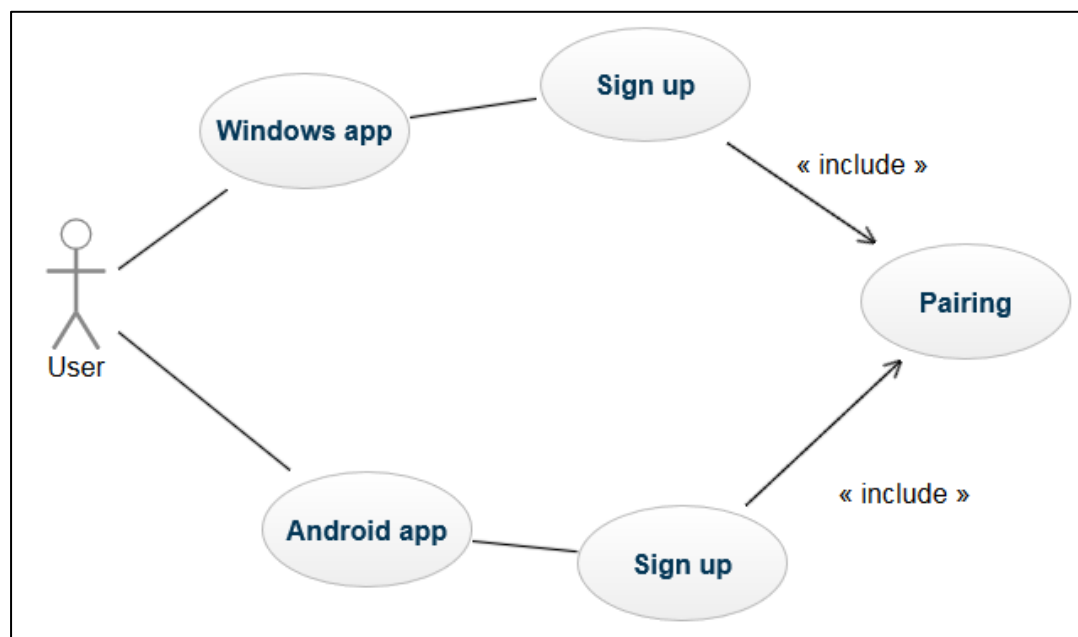 Sign up
Windows app
« include »
Pairing
User
« include »
Android app
Sign up